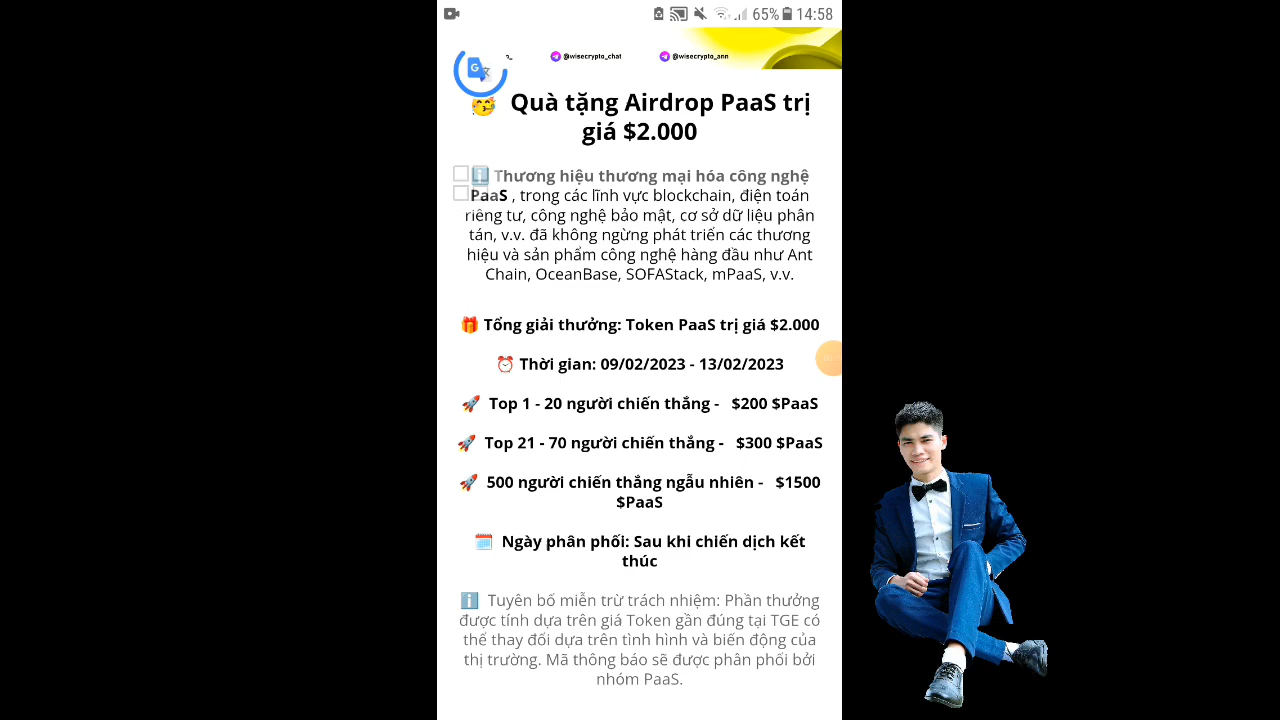 65% 14:58
@wisecrypto_chat @wisecrypto_ann
🥳 Quà tặng Airdrop PaaS trị
giá $2.000
ℹ️ Thương hiệu thương mại hóa công nghệ
PaaS , trong các lĩnh vực blockchain, điện toán
riêng tư, công nghệ bảo mật, cơ sở dữ liệu phân
tán, v.v. đã không ngừng phát triển các thương
hiệu và sản phẩm công nghệ hàng đầu như Ant
Chain, OceanBase, SOFAStack, mPaaS, v.v.
🎁 Tổng giải thưởng: Token PaaS trị giá $2.000
⏰ Thời gian: 09/02/2023 - 13/02/2023
🚀 Top 1 - 20 người chiến thắng - $200 $PaaS
🚀 Top 21 - 70 người chiến thắng - $300 $PaaS
🚀 500 người chiến thắng ngẫu nhiên - $1500
$PaaS
🗓️ Ngày phân phối: Sau khi chiến dịch kết
thúc
ℹ️ Tuyên bố miễn trừ trách nhiệm: Phần thưởng
được tính dựa trên giá Token gần đúng tại TGE có
thể thay đổi dựa trên tình hình và biến động của
thị trường. Mã thông báo sẽ được phân phối bởi
nhóm PaaS.